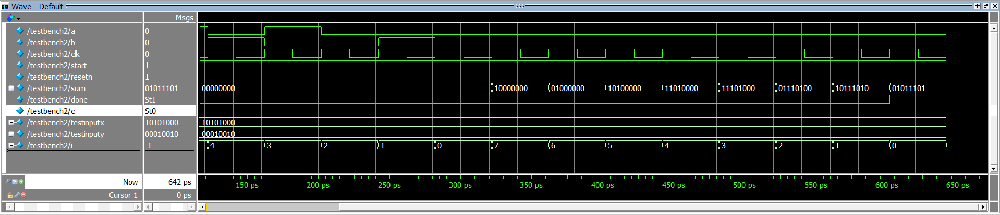 Wave - Default
Msgs
/testbench2/a 0
/testbench2/b 0
/testbench2/clk 0
/testbench2/start 1
/testbench2/resetn 1
/testbench2/sum 01011101 00000000 10000000 01000000 10100000 11010000 11101000 01110100 10111010 01011101
/testbench2/done St1
/testbench2/c St0
/testbench2/testinputx 10101000 10101000
/testbench2/testinputy 00010010 00010010
/testbench2/i -1 4 3 2 1 0 7 6 5 4 3 2 1 0
Now 642 ps 150 ps 200 ps 250 ps 300 ps 350 ps 400 ps 450 ps 500 ps 550 ps 600 ps 650 ps
Cursor 1 0 ps